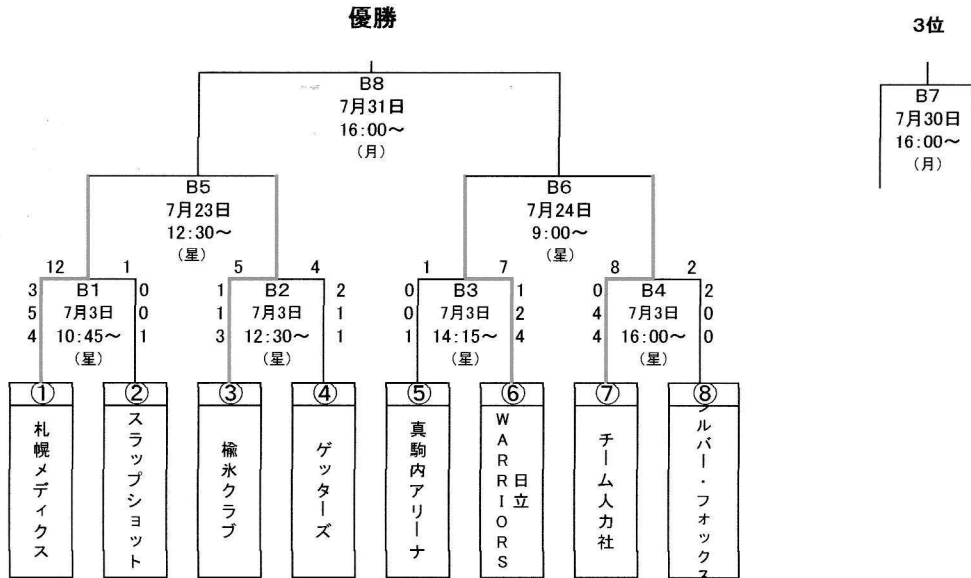 優勝
3位
B8
7月31日
16:00～
(月)
B7
7月30日
16:00～
(月)
B5
7月23日
12:30～
(星)
B6
7月24日
9:00～
(星)
12 1
3 B1 0
5 7月3日 0
4 10:45～ 1
(星)
5 4
1 B2 2
1 7月3日 1
3 12:30～ 1
(星)
1 7
0 B3 1
0 7月3日 2
1 14:15～ 4
(星)
8 2
0 B4 2
4 7月3日 0
4 16:00～ 0
(星)
① 札幌メディクス
② スラップショット
③ 楡氷クラブ
④ ゲッターズ
⑤ 真駒内アリーナ
⑥ 日立 WARRIORS
⑦ チーム人力社
⑧ シルバー・フォックス